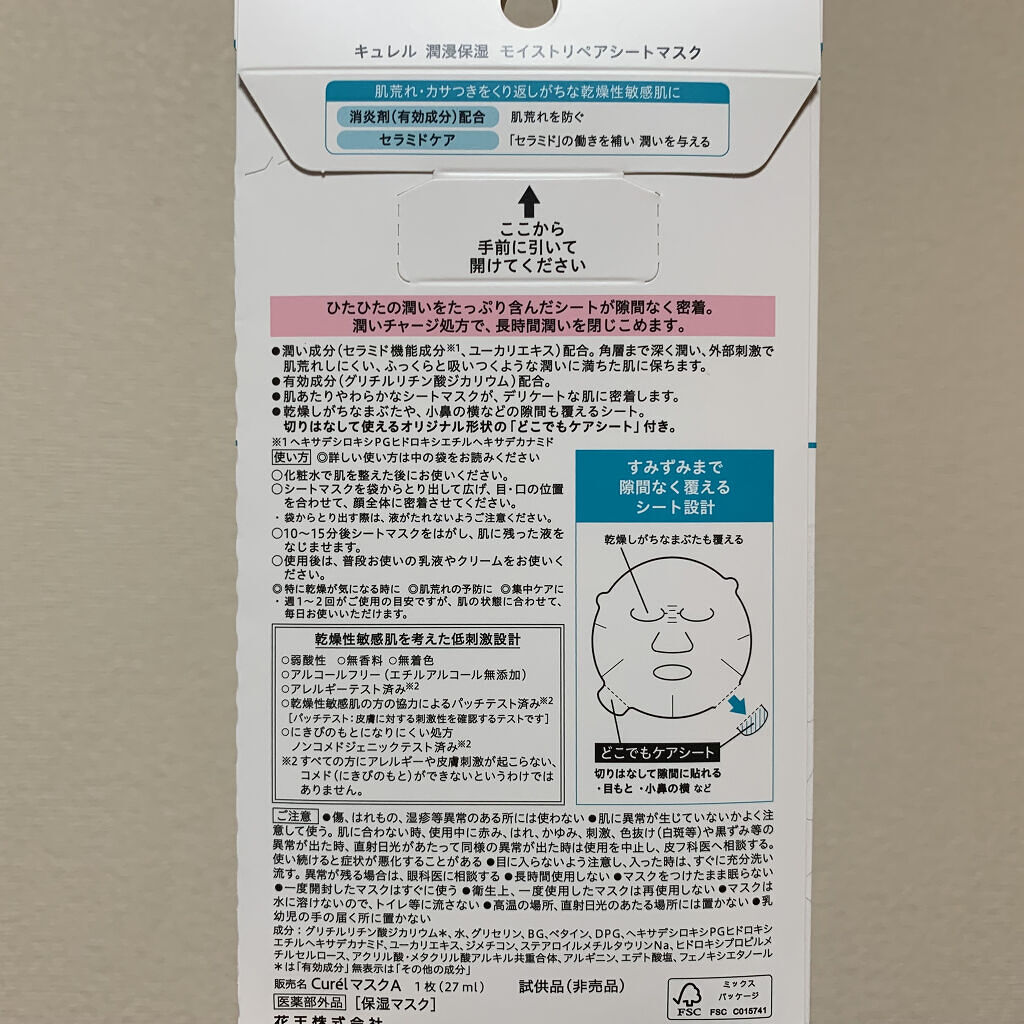 キュレル 潤浸保湿 モイストリペアシートマスク
肌荒れ・カサつきをくり返しがちな乾燥性敏感肌に
消炎剤(有効成分)配合 肌荒れを防ぐ
セラミドケア 「セラミド」の働きを補い 潤いを与える
ここから
手前に引いて
開けてください
ひたひたの潤いをたっぷり含んだシートが隙間なく密着。
潤いチャージ処方で、長時間潤いを閉じこめます。
●潤い成分(セラミド機能成分※1、ユーカリエキス)配合。角層まで深く潤い、外部刺激で
肌荒れしにくい、ふっくらと吸いつくような潤いに満ちた肌に保ちます。
●有効成分(グリチルリチン酸ジカリウム)配合。
●肌あたりやわらかなシートマスクが、デリケートな肌に密着します。
●乾燥しがちなまぶたや、小鼻の横などの隙間も覆えるシート。
切りはなして使えるオリジナル形状の「どこでもケアシート」付き。
※1 ヘキサデシロキシPGヒドロキシエチルヘキサデカナミド
使い方 ◎詳しい使い方は中の袋をお読みください
○化粧水で肌を整えた後にお使いください。
○シートマスクを袋からとり出して広げ、目・口の位置
を合わせて、顔全体に密着させてください。
・袋からとり出す際は、液がたれないようご注意ください。
○10〜15分後シートマスクをはがし、肌に残った液を
なじませます。
○使用後は、普段お使いの乳液やクリームをお使いく
ださい。
◎特に乾燥が気になる時に ◎肌荒れの予防に ◎集中ケアに
・週1〜2回がご使用の目安ですが、肌の状態に合わせて、
毎日お使いいただけます。
乾燥性敏感肌を考えた低刺激設計
○弱酸性 ○無香料 ○無着色
○アルコールフリー(エチルアルコール無添加)
○アレルギーテスト済み※2
○乾燥性敏感肌の方の協力によるパッチテスト済み※2
[パッチテスト:皮膚に対する刺激性を確認するテストです]
○にきびのもとになりにくい処方
ノンコメドジェニックテスト済み※2
※2 すべての方にアレルギーや皮膚刺激が起こらない、
コメド(にきびのもと)ができないというわけでは
ありません。
すみずみまで
隙間なく覆える
シート設計
乾燥しがちなまぶたも覆える
どこでもケアシート
切りはなして隙間に貼れる
・目もと ・小鼻の横 など
ご注意 ●傷、はれもの、湿疹等異常のある所には使わない ●肌に異常が生じていないかよく注
意して使う。肌に合わない時、使用中に赤み、はれ、かゆみ、刺激、色抜け(白斑等)や黒ずみ等の
異常が出た時、直射日光があたって同様の異常が出た時は使用を中止し、皮フ科医へ相談する。
使い続けると症状が悪化することがある ●目に入らないよう注意し、入った時は、すぐに充分洗い
流す。異常が残る場合は、眼科医に相談する ●長時間使用しない ●マスクをつけたまま眠らない
●一度開封したマスクはすぐに使う ●衛生上、一度使用したマスクは再使用しない ●マスクは
水に溶けないので、トイレ等に流さない ●高温の場所、直射日光のあたる場所には置かない ●乳
幼児の手の届く所に置かない
成分:グリチルリチン酸ジカリウム*、水、グリセリン、BG、ベタイン、DPG、ヘキサデシロキシPGヒドロキシ
エチルヘキサデカナミド、ユーカリエキス、ジメチコン、ステアロイルメチルタウリンNa、ヒドロキシプロピルメ
チルセルロース、アクリル酸・メタクリル酸アルキル共重合体、アルギニン、エデト酸塩、フェノキシエタノール
*は「有効成分」無表示は「その他の成分」
販売名 Curél マスクA 1枚(27ml) 試供品(非売品)
医薬部外品 [保湿マスク]
花王株式会社
FSC
ミックス
パッケージ
FSC C015741